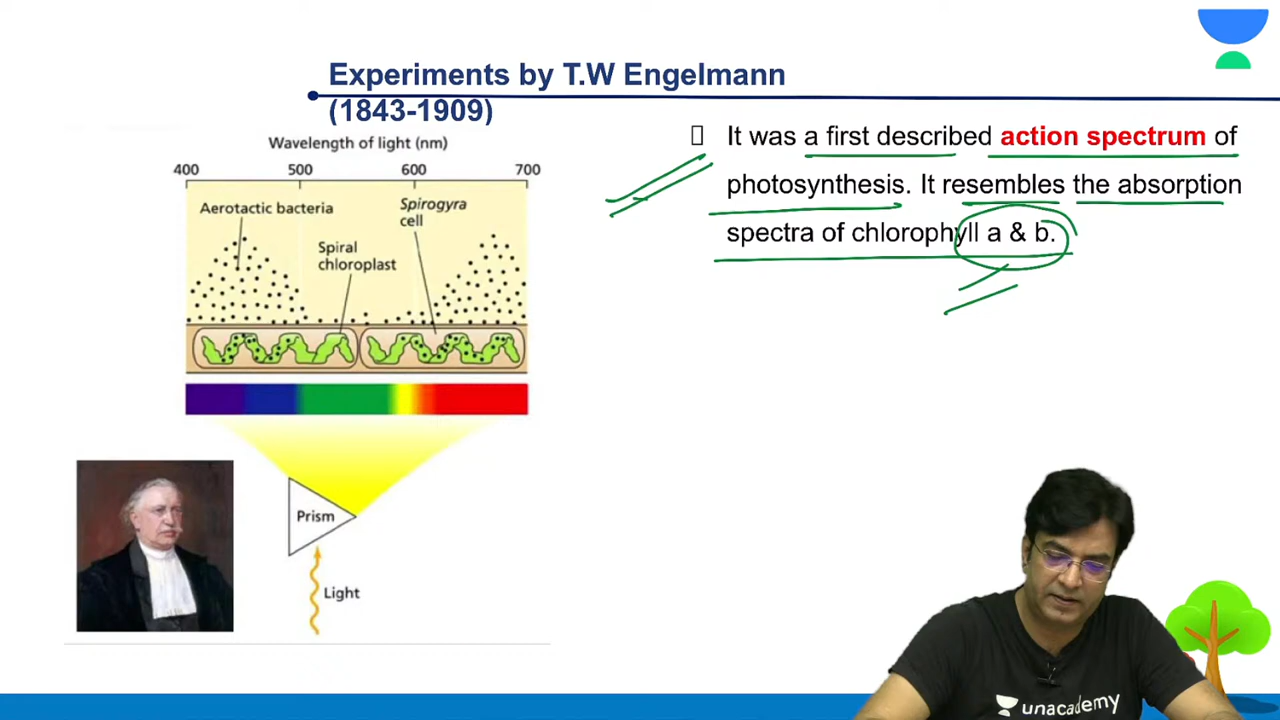 Experiments by T.W Engelmann
(1843-1909)
It was a first described action spectrum of
photosynthesis. It resembles the absorption
spectra of chlorophyll a & b.
Wavelength of light (nm)
400 500 600 700
Aerotactic bacteria
Spirogyra
cell
Spiral
chloroplast
Prism
Light
unacademy